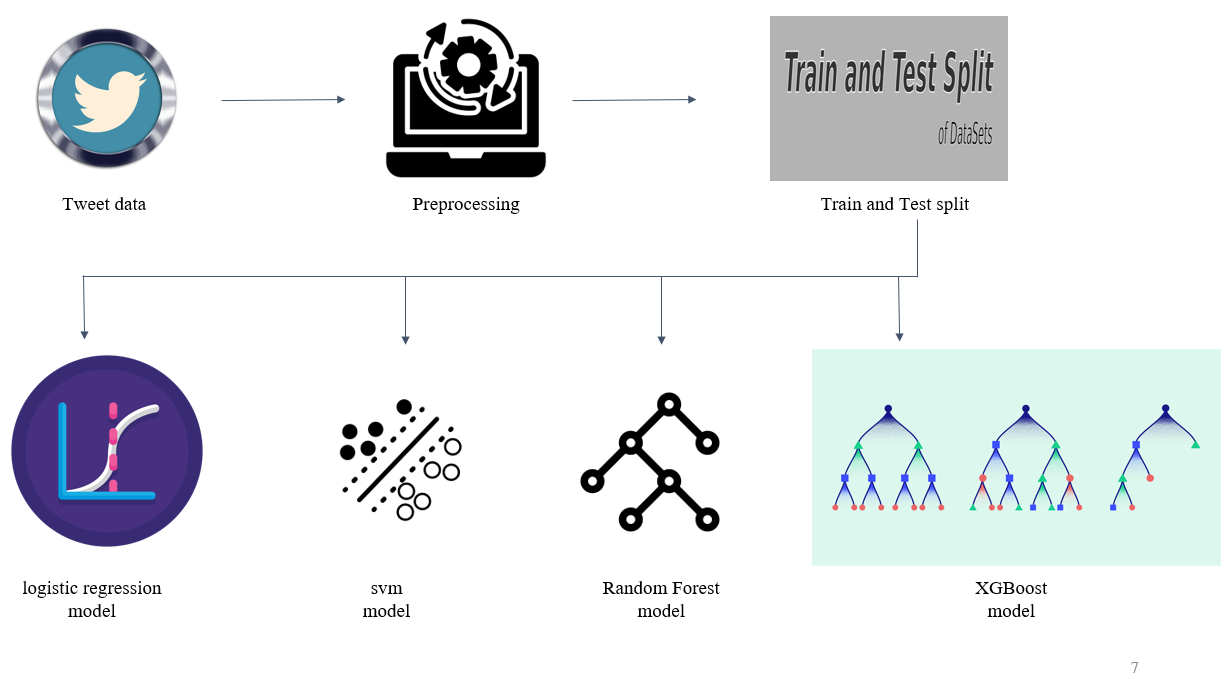 Train and Test Split
of DataSets
Tweet data
Preprocessing
Train and Test split
logistic regression
model
svm
model
Random Forest
model
XGBoost
model
7